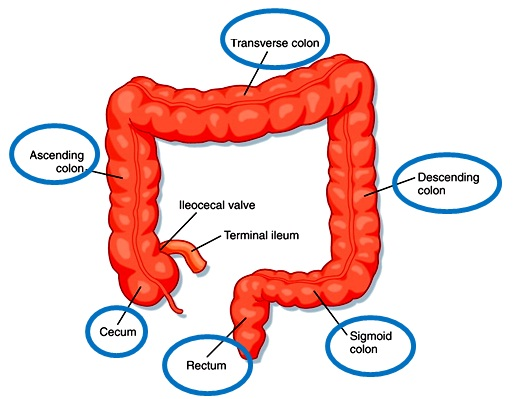 Transverse colon
Ascending
colon
Descending
colon
Ileocecal valve
Terminal ileum
Cecum
Rectum
Sigmoid
colon